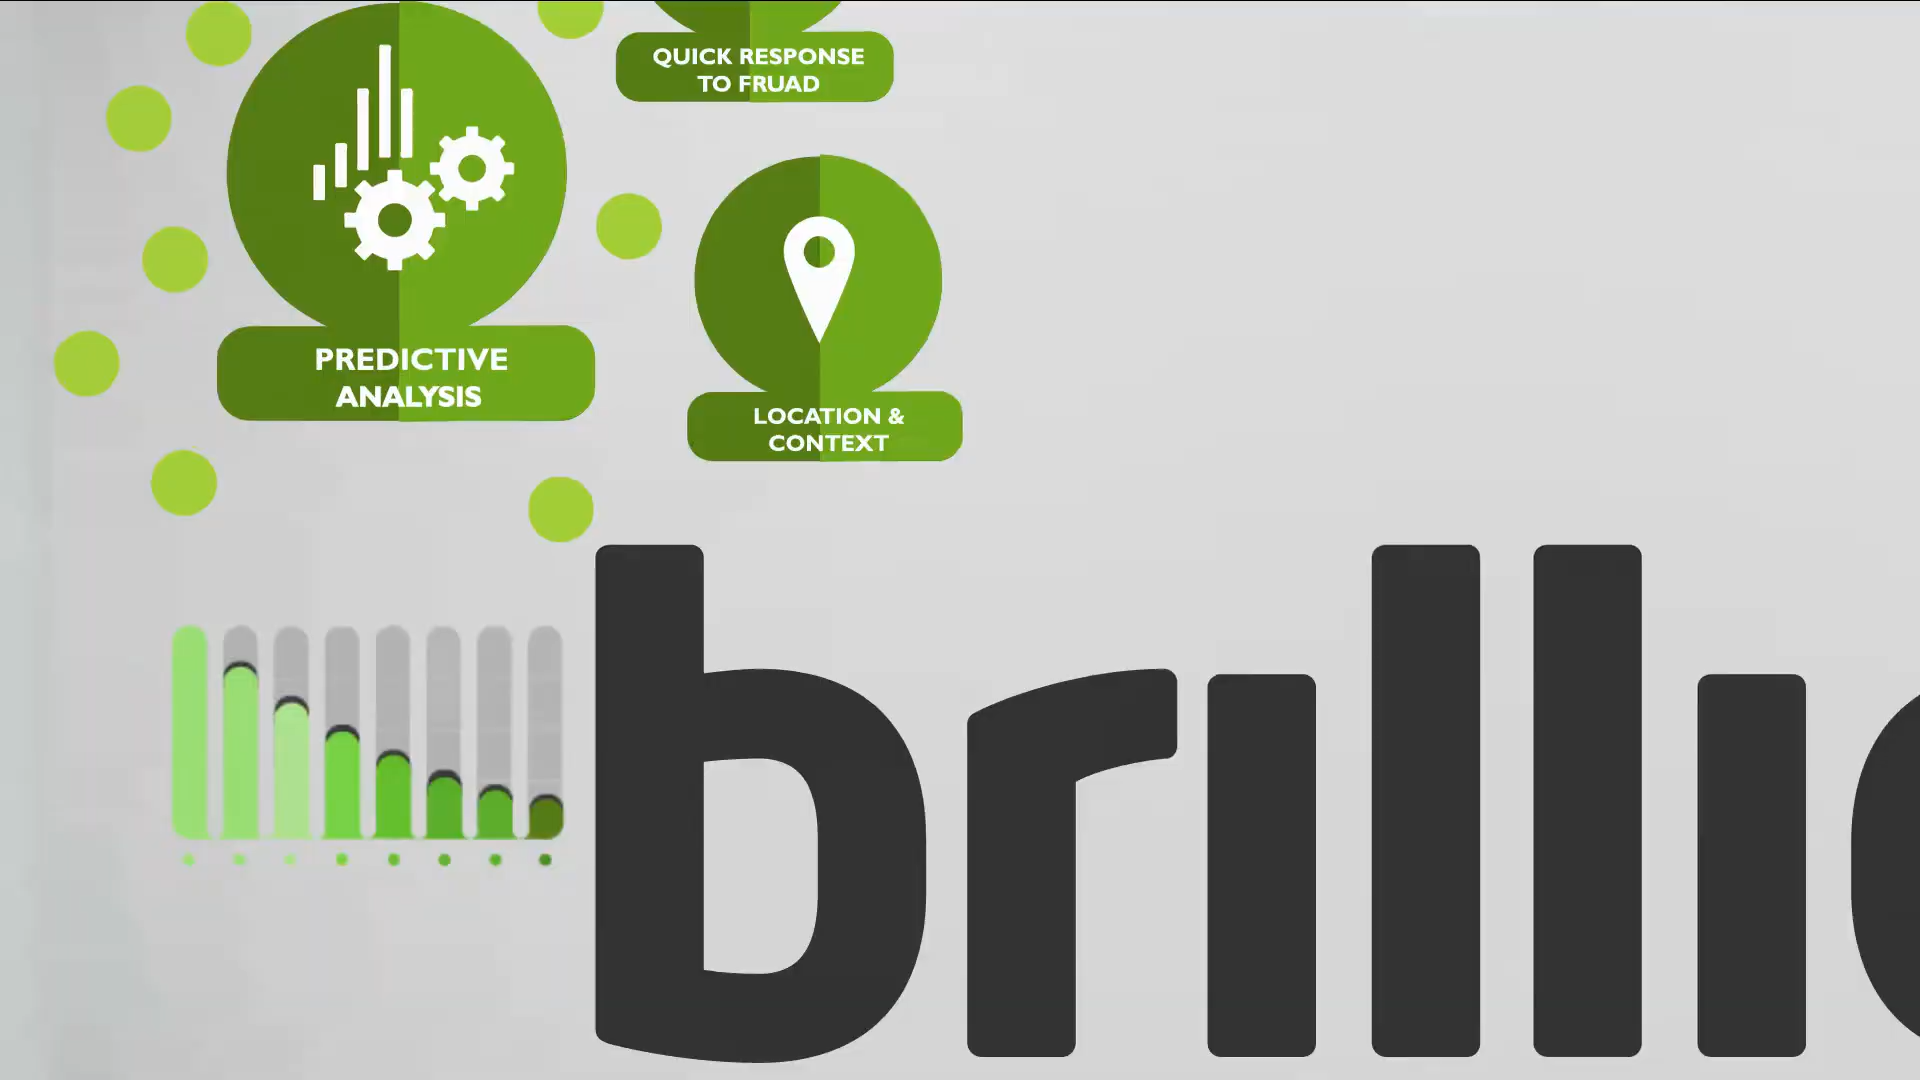 QUICK RESPONSE
TO FRUAD
PREDICTIVE
ANALYSIS
LOCATION &
CONTEXT
brilli